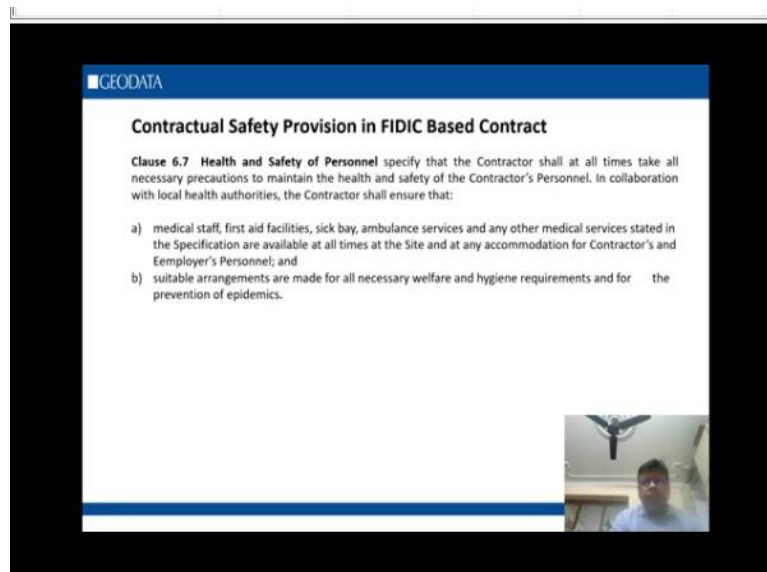 GEODATA
Contractual Safety Provision in FIDIC Based Contract
Clause 6.7 Health and Safety of Personnel specify that the Contractor shall at all times take all
necessary precautions to maintain the health and safety of the Contractor's Personnel. In collaboration
with local health authorities, the Contractor shall ensure that:
a) medical staff, first aid facilities, sick bay, ambulance services and any other medical services stated in
the Specification are available at all times at the Site and at any accommodation for Contractor's and
Eemployer's Personnel; and
b) suitable arrangements are made for all necessary welfare and hygiene requirements and for the
prevention of epidemics.